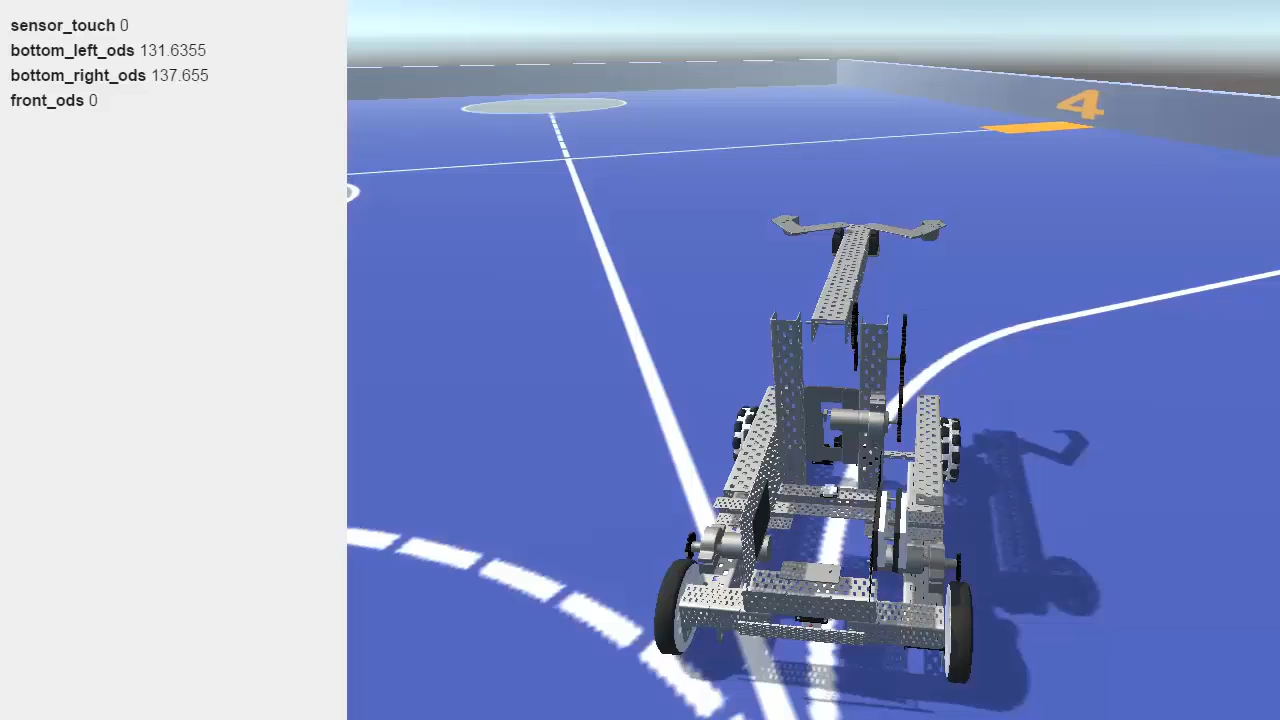 sensor_touch 0
bottom_left_ods 131.6355
bottom_right_ods 137.655
front_ods 0
4